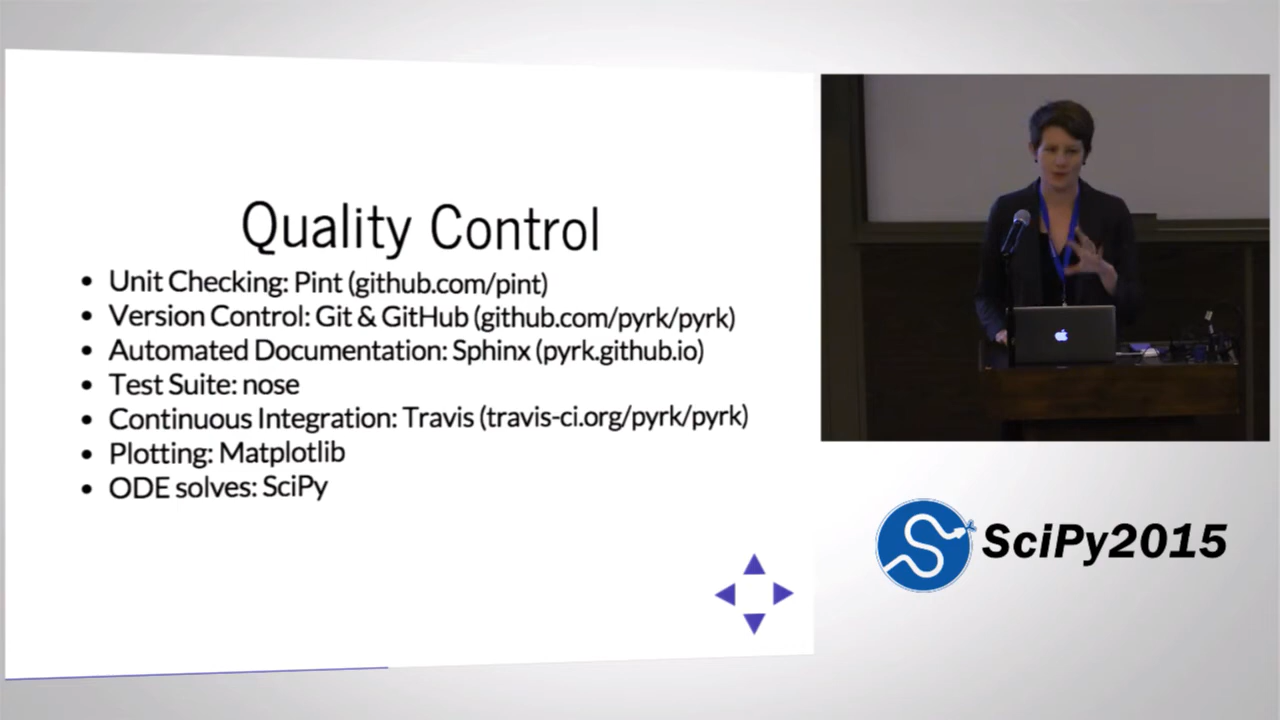 Quality Control
• Unit Checking: Pint (github.com/pint)
• Version Control: Git & GitHub (github.com/pyrk/pyrk)
• Automated Documentation: Sphinx (pyrk.github.io)
• Test Suite: nose
• Continuous Integration: Travis (travis-ci.org/pyrk/pyrk)
• Plotting: Matplotlib
• ODE solves: SciPy
SciPy2015